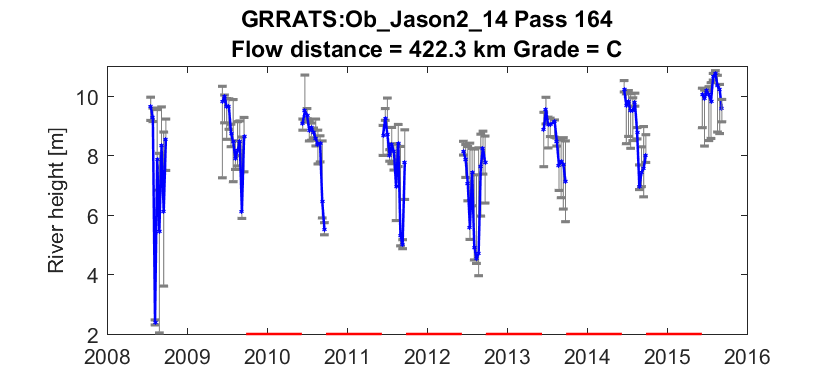 GRRATS:Ob_Jason2_14 Pass 164
Flow distance = 422.3 km Grade = C
River height [m]
10
8
6
4
2
2008 2009 2010 2011 2012 2013 2014 2015 2016